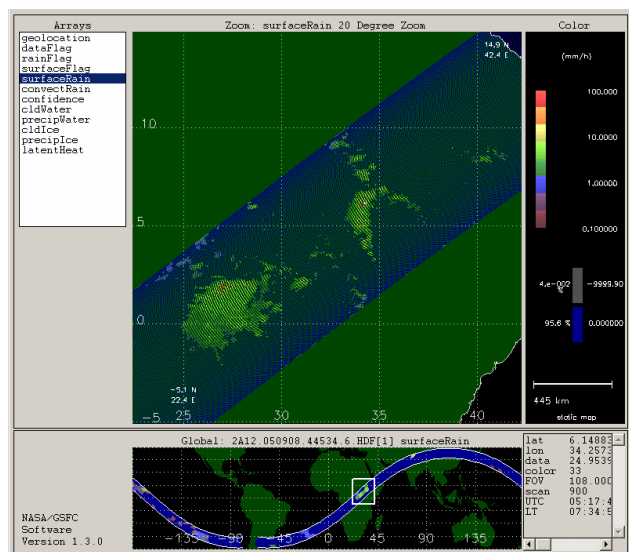 Arrays
geolocation
dataFlag
rainFlag
surfaceFlag
surfaceRain
convectRain
confidence
cldWater
precipWater
cldIce
precipIce
latentHeat
Zoom: surfaceRain 20 Degree Zoom
14.9 N
42.4 E
10
5
0
-5.1 N
22.4 E
-5
25
30
35
40
Color
(mm/h)
100.000
10.0000
1.00000
0.100000
4.e-002 %
-9999.90
95.6 %
0.000000
445 km
static map
Global: 2A12.050908.44534.6.HDF[1] surfaceRain
-135
-90
-45
0
45
90
135
NASA/GSFC
Software
Version 1.3.0
lat 6.14883
lon 34.2573
data 24.9539
color 33
FOV 108.000
scan 900
UTC 05:17:4
LT 07:34:5